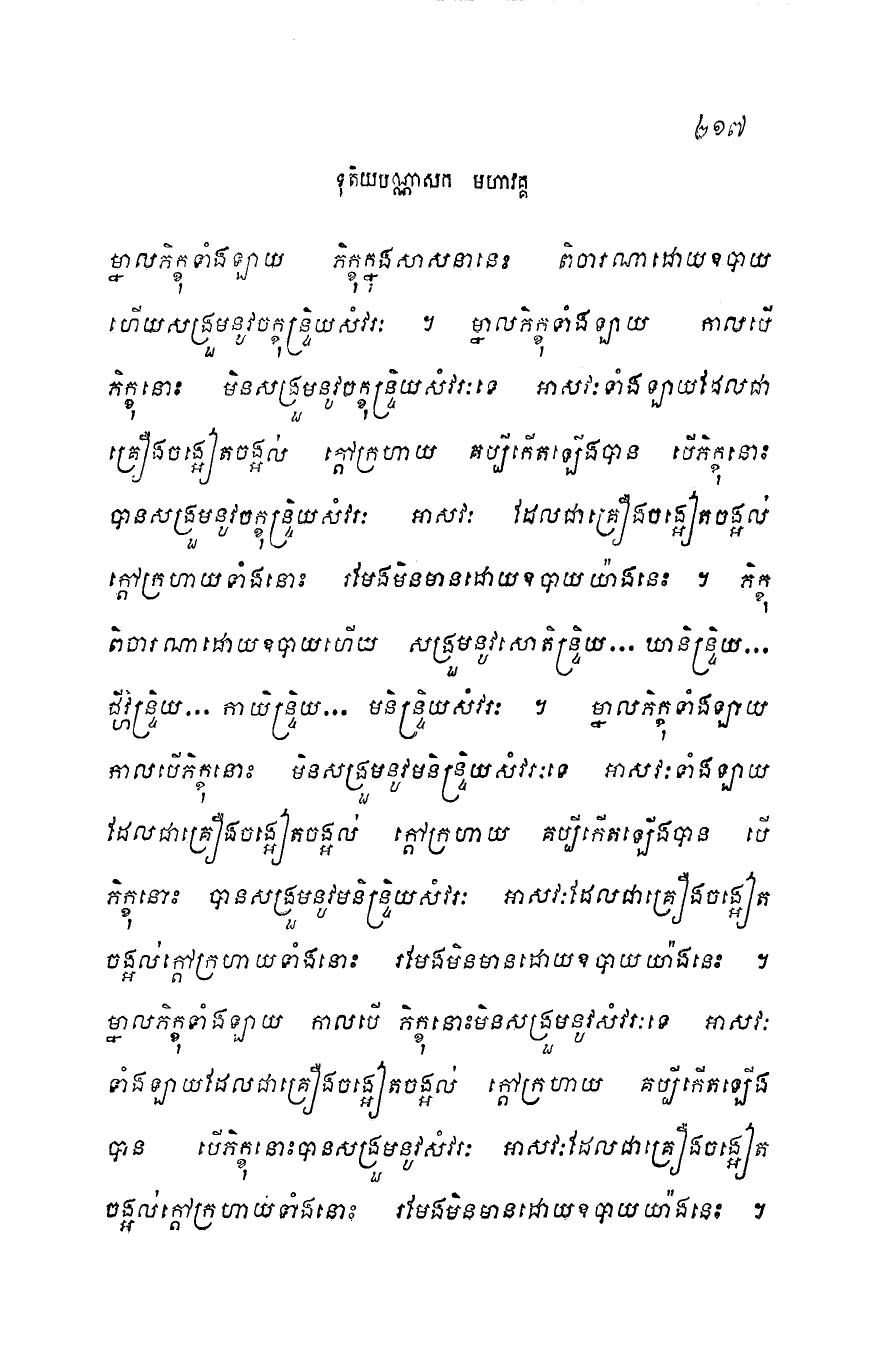 ២១៧
ទុតិយបណ្ណាសក មហាវគ្គ
ម្នាលភិក្ខុទាំងឡាយ ភិក្ខុក្នុងសាសនានេះ ពិចារណាដោយឧបាយ
ហើយសង្រួមនូវចក្ខុន្ទ្រិយសំវរៈ ។ ម្នាលភិក្ខុទាំងឡាយ កាលបើ
ភិក្ខុនោះ មិនសង្រួមនូវចក្ខុន្ទ្រិយសំវរៈទេ អាសវៈទាំងឡាយដែលជា
គ្រឿងចង្អៀតចង្អល់ ក្តៅក្រហាយ គប្បីកើតឡើងបាន បើភិក្ខុនោះ
បានសង្រួមនូវចក្ខុន្ទ្រិយសំវរៈ អាសវៈ ដែលជាគ្រឿងចង្អៀតចង្អល់
ក្តៅក្រហាយទាំងនោះ រមែងមិនមានដោយឧបាយយ៉ាងនេះ ។ ភិក្ខុ
ពិចារណាដោយឧបាយហើយ សង្រួមនូវសោតិន្ទ្រិយ... ឃានិន្ទ្រិយ...
ជីវ្ហិន្ទ្រិយ... កាយិន្ទ្រិយ... មនិន្ទ្រិយសំវរៈ ។ ម្នាលភិក្ខុទាំងឡាយ
កាលបើភិក្ខុនោះ មិនសង្រួមនូវមនិន្ទ្រិយសំវរៈទេ អាសវៈទាំងឡាយ
ដែលជាគ្រឿងចង្អៀតចង្អល់ ក្តៅក្រហាយ គប្បីកើតឡើងបាន បើ
ភិក្ខុនោះ បានសង្រួមនូវមនិន្ទ្រិយសំវរៈ អាសវៈដែលជាគ្រឿងចង្អៀត
ចង្អល់ក្តៅក្រហាយទាំងនោះ រមែងមិនមានដោយឧបាយយ៉ាងនេះ ។
ម្នាលភិក្ខុទាំងឡាយ កាលបើ ភិក្ខុនោះមិនសង្រួមនូវសំវរៈទេ អាសវៈ
ទាំងឡាយដែលជាគ្រឿងចង្អៀតចង្អល់ ក្តៅក្រហាយ គប្បីកើតឡើង
បាន បើភិក្ខុនោះបានសង្រួមនូវសំវរៈ អាសវៈដែលជាគ្រឿងចង្អៀត
ចង្អល់ក្តៅក្រហាយទាំងនោះ រមែងមិនមានដោយឧបាយយ៉ាងនេះ ។